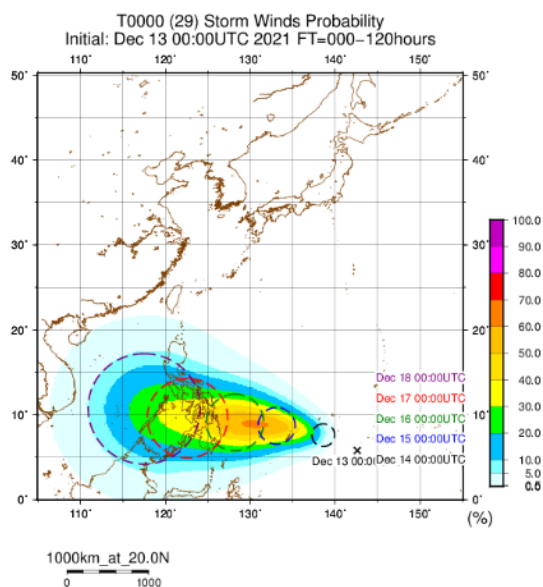 T0000 (29) Storm Winds Probability
Initial: Dec 13 00:00UTC 2021 FT=000−120hours
110˚ 120˚ 130˚ 140˚ 150˚
50˚ 50˚
40˚ 40˚
30˚ 30˚
20˚ 20˚
10˚ 10˚
0˚ 0˚
Dec 18 00:00UTC
Dec 17 00:00UTC
Dec 16 00:00UTC
Dec 15 00:00UTC
Dec 13 00:0 Dec 14 00:00UTC
110˚ 120˚ 130˚ 140˚ 150˚
100.0
90.0
80.0
70.0
60.0
50.0
40.0
30.0
20.0
10.0
5.0
(%)
1000km_at_20.0N
0 1000